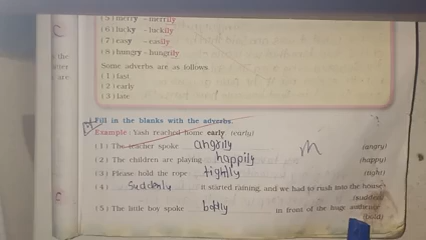 (5) merry - merrily
(6) lucky - luckily
(7) easy - easily
(8) hungry - hungrily
Some adverbs are as follows
(1) last
(2) early
(3) late
Fill in the blanks with the adverbs.
Example : Yash reached home early (early)
(1) The teacher spoke angrily (angry)
(2) The children are playing happily (happy)
(3) Please hold the rope tightly (tight)
(4) Suddenly it started raining, and we had to rush into the house
(sudden)
(5) The little boy spoke boldly in front of the huge
(bold)